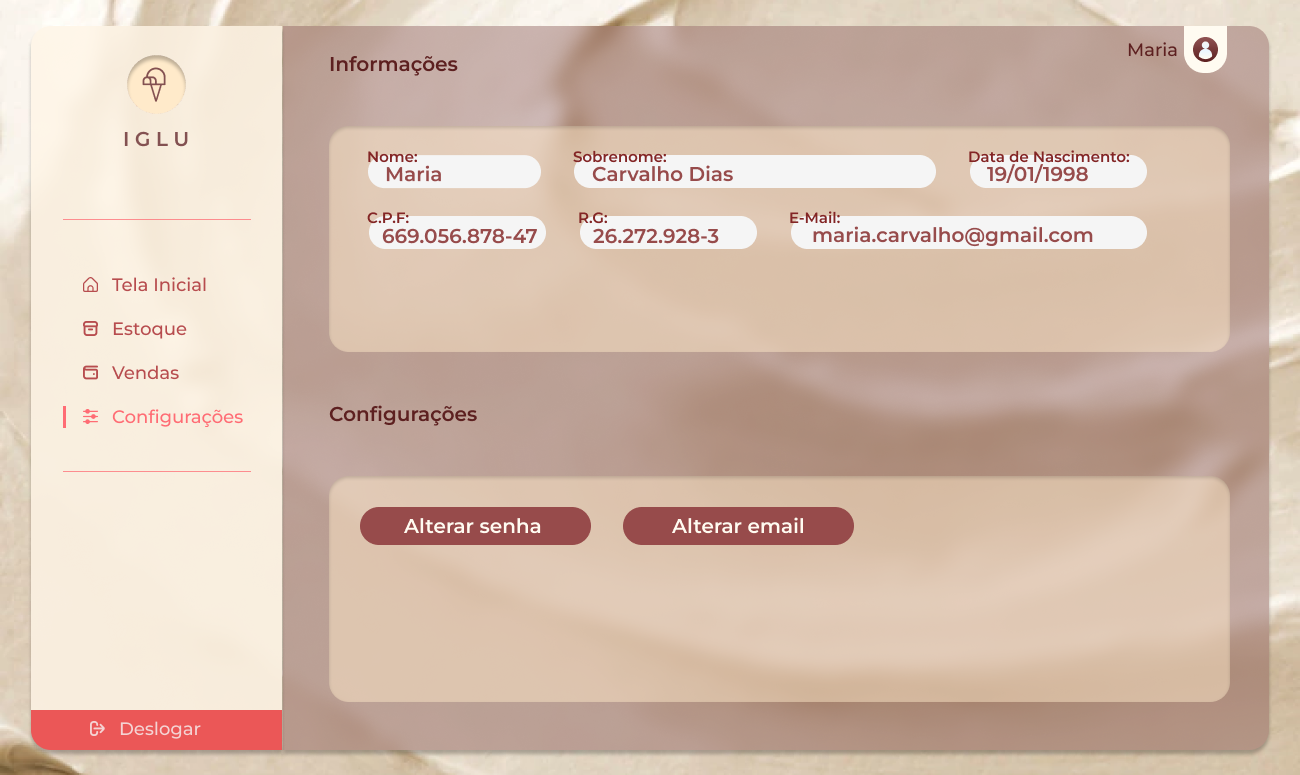 IGLU
Tela Inicial
Estoque
Vendas
Configurações
Deslogar
Maria
Informações
Nome: Sobrenome: Data de Nascimento:
Maria Carvalho Dias 19/01/1998
C.P.F: R.G: E-Mail:
669.056.878-47 26.272.928-3 maria.carvalho@gmail.com
Configurações
Alterar senha Alterar email